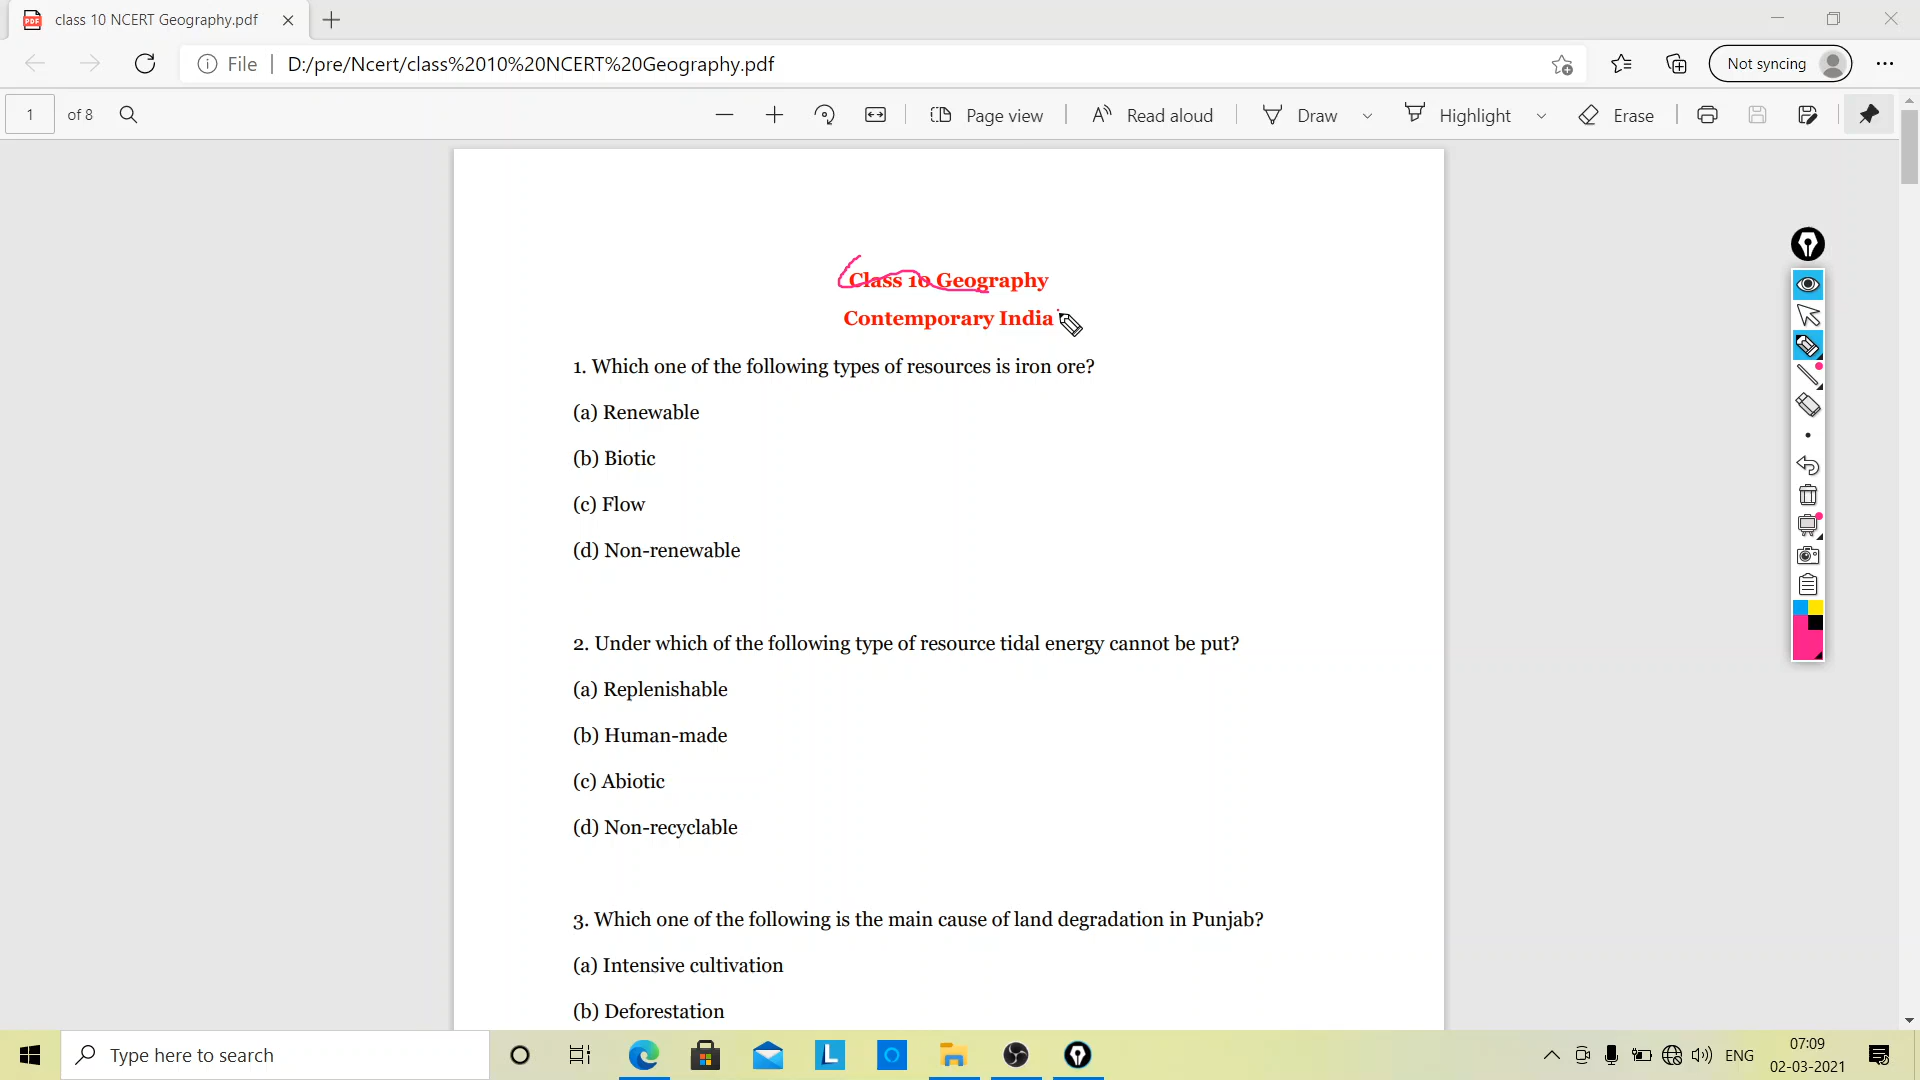 class 10 NCERT Geography.pdf
File D:/pre/Ncert/class%2010%20NCERT%20Geography.pdf
Not syncing
1 of 8 Page view Read aloud Draw Highlight Erase
Class 10 Geography
Contemporary India
1. Which one of the following types of resources is iron ore?
(a) Renewable
(b) Biotic
(c) Flow
(d) Non-renewable
2. Under which of the following type of resource tidal energy cannot be put?
(a) Replenishable
(b) Human-made
(c) Abiotic
(d) Non-recyclable
3. Which one of the following is the main cause of land degradation in Punjab?
(a) Intensive cultivation
(b) Deforestation
Type here to search
ENG
07:09
02-03-2021